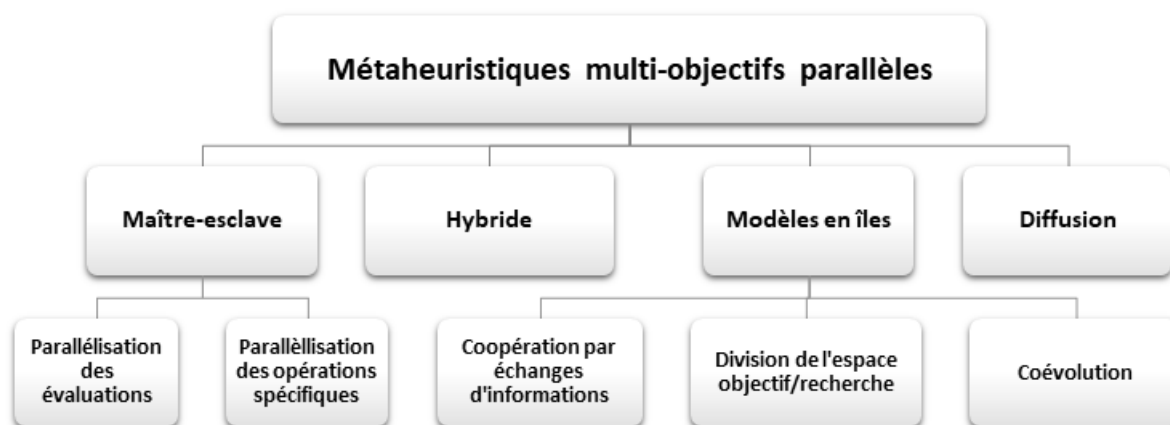 Métaheuristiques multi-objectifs parallèles
Maître-esclave
Hybride
Modèles en îles
Diffusion
Parallélisation
des
évaluations
Parallèllisation
des opérations
spécifiques
Coopération par
échanges
d'informations
Division de l'espace
objectif/recherche
Coévolution